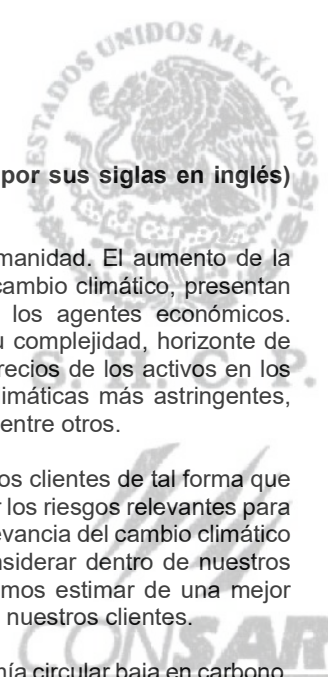 ESTADOS UNIDOS MEXICANOS
por sus siglas en inglés)
manidad. El aumento de la
cambio climático, presentan
los agentes económicos.
u complejidad, horizonte de
recios de los activos en los
S. H. C. P.
imáticas más astringentes,
entre otros.
os clientes de tal forma que
r los riesgos relevantes para
evancia del cambio climático
nsiderar dentro de nuestros
mos estimar de una mejor
nuestros clientes.
CONSAR
mía circular baja en carbono